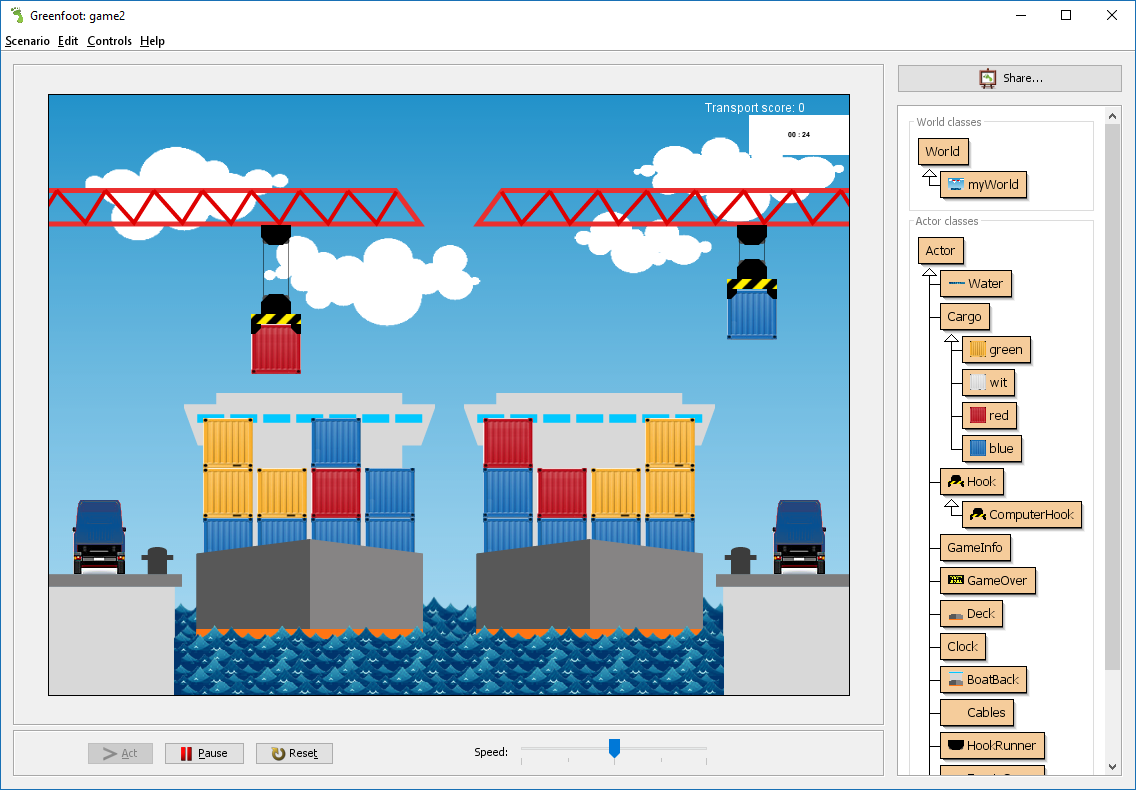 Greenfoot: game2
Scenario Edit Controls Help
Transport score: 0
00 : 24
Share...
World classes
World
myWorld
Actor classes
Actor
Water
Cargo
green
wit
red
blue
Hook
ComputerHook
GameInfo
GameOver
Deck
Clock
BoatBack
Cables
HookRunner
Act
Pause
Reset
Speed: